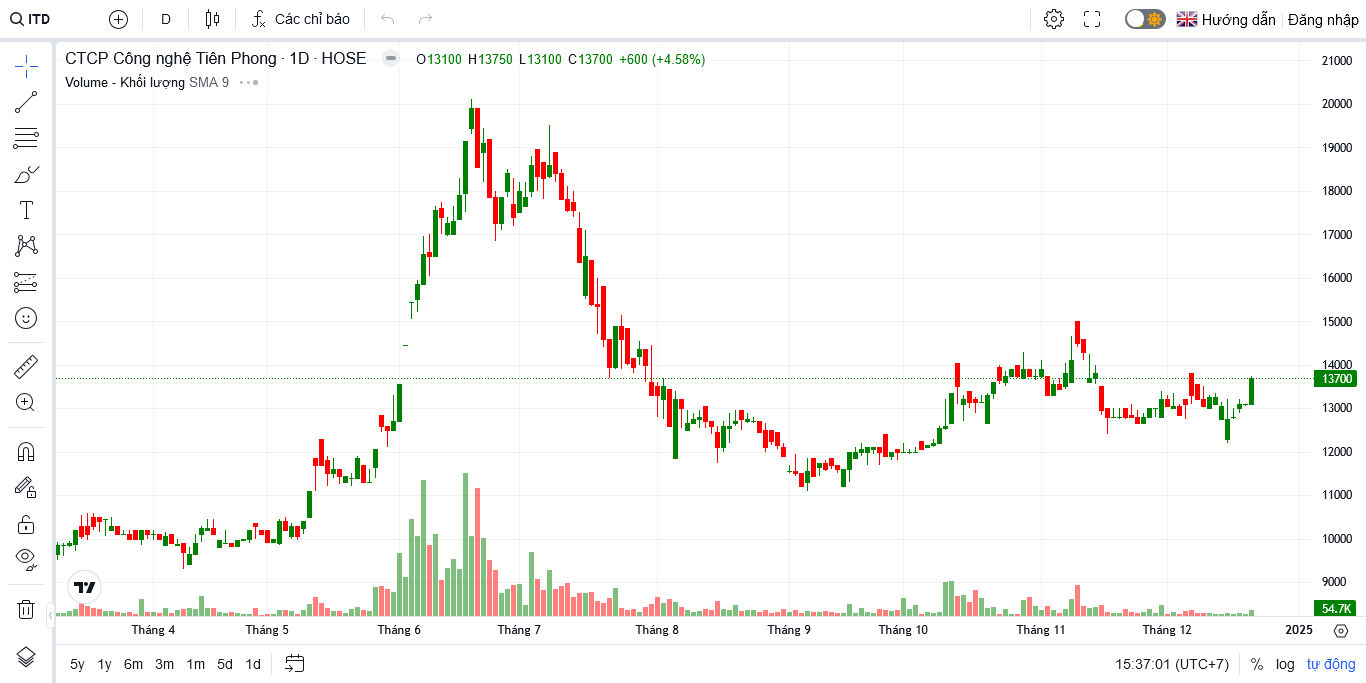 ITD D Các chỉ báo Hướng dẫn Đăng nhập
CTCP Công nghệ Tiên Phong · 1D · HOSE O13100 H13750 L13100 C13700 +600 (+4.58%)
Volume - Khối lượng SMA 9
21000
20000
19000
18000
17000
16000
15000
14000
13700
13000
12000
11000
10000
9000
54.7K
Tháng 4 Tháng 5 Tháng 6 Tháng 7 Tháng 8 Tháng 9 Tháng 10 Tháng 11 Tháng 12 2025
5y 1y 6m 3m 1m 5d 1d 15:37:01 (UTC+7) % log tự động